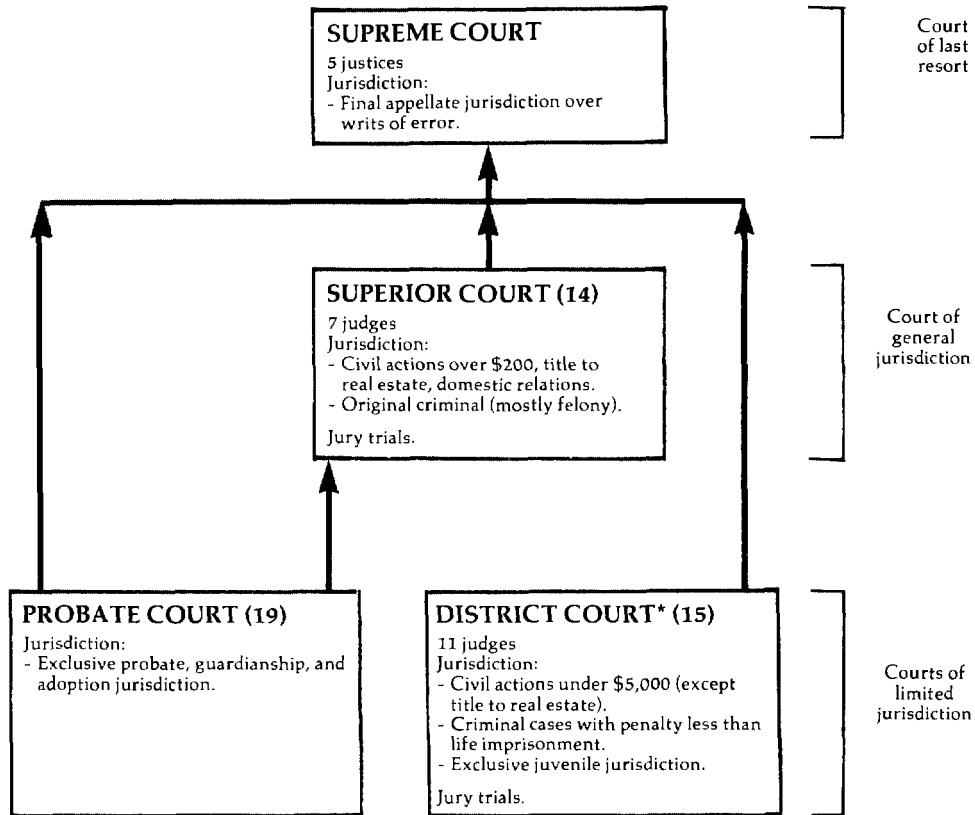 SUPREME COURT
5 justices
Jurisdiction:
- Final appellate jurisdiction over
writs of error.
Court
of last
resort
SUPERIOR COURT (14)
7 judges
Jurisdiction:
- Civil actions over $200, title to
real estate, domestic relations.
- Original criminal (mostly felony).
Jury trials.
Court of
general
jurisdiction
PROBATE COURT (19)
Jurisdiction:
- Exclusive probate, guardianship, and
adoption jurisdiction.
DISTRICT COURT* (15)
11 judges
Jurisdiction:
- Civil actions under $5,000 (except
title to real estate).
- Criminal cases with penalty less than
life imprisonment.
- Exclusive juvenile jurisdiction.
Jury trials.
Courts of
limited
jurisdiction